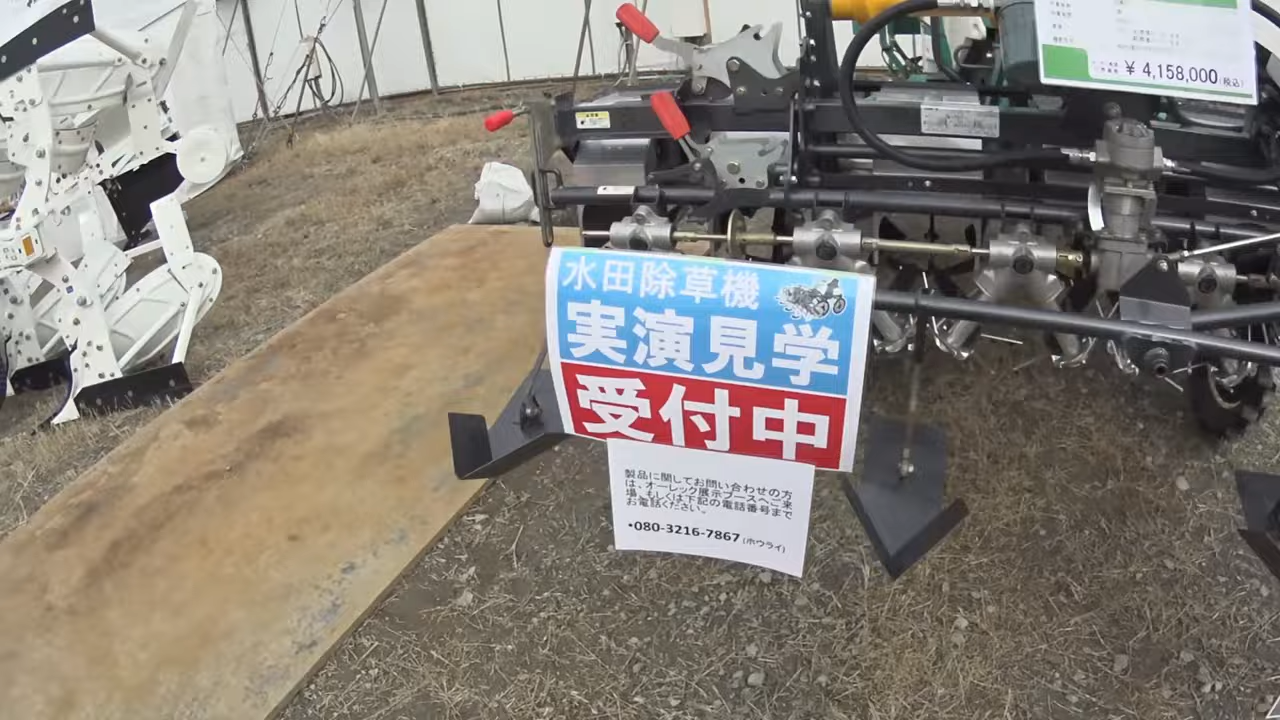 ¥ 4,158,000(税込)
水田除草機
実演見学
受付中
製品に関してお問い合わせの方
は、オーレック展示ブースへご来
場、もしくは下記の電話番号まで
お電話ください。
•080-3216-7867 (ホウライ)